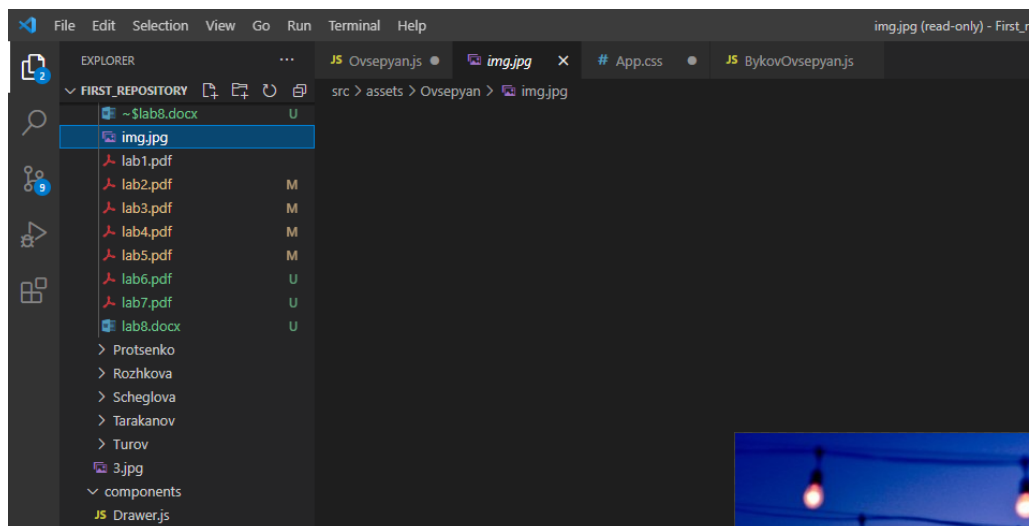 File Edit Selection View Go Run Terminal Help
img.jpg (read-only) - First_r
EXPLORER ...
JS Ovsepyan.js ● img.jpg × # App.css ● JS BykovOvsepyan.js
2
FIRST_REPOSITORY
src > assets > Ovsepyan > img.jpg
~$lab8.docx U
img.jpg
lab1.pdf
9
lab2.pdf M
lab3.pdf M
lab4.pdf M
lab5.pdf M
lab6.pdf U
lab7.pdf U
lab8.docx U
> Protsenko
> Rozhkova
> Scheglova
> Tarakanov
> Turov
3.jpg
components
JS Drawer.js